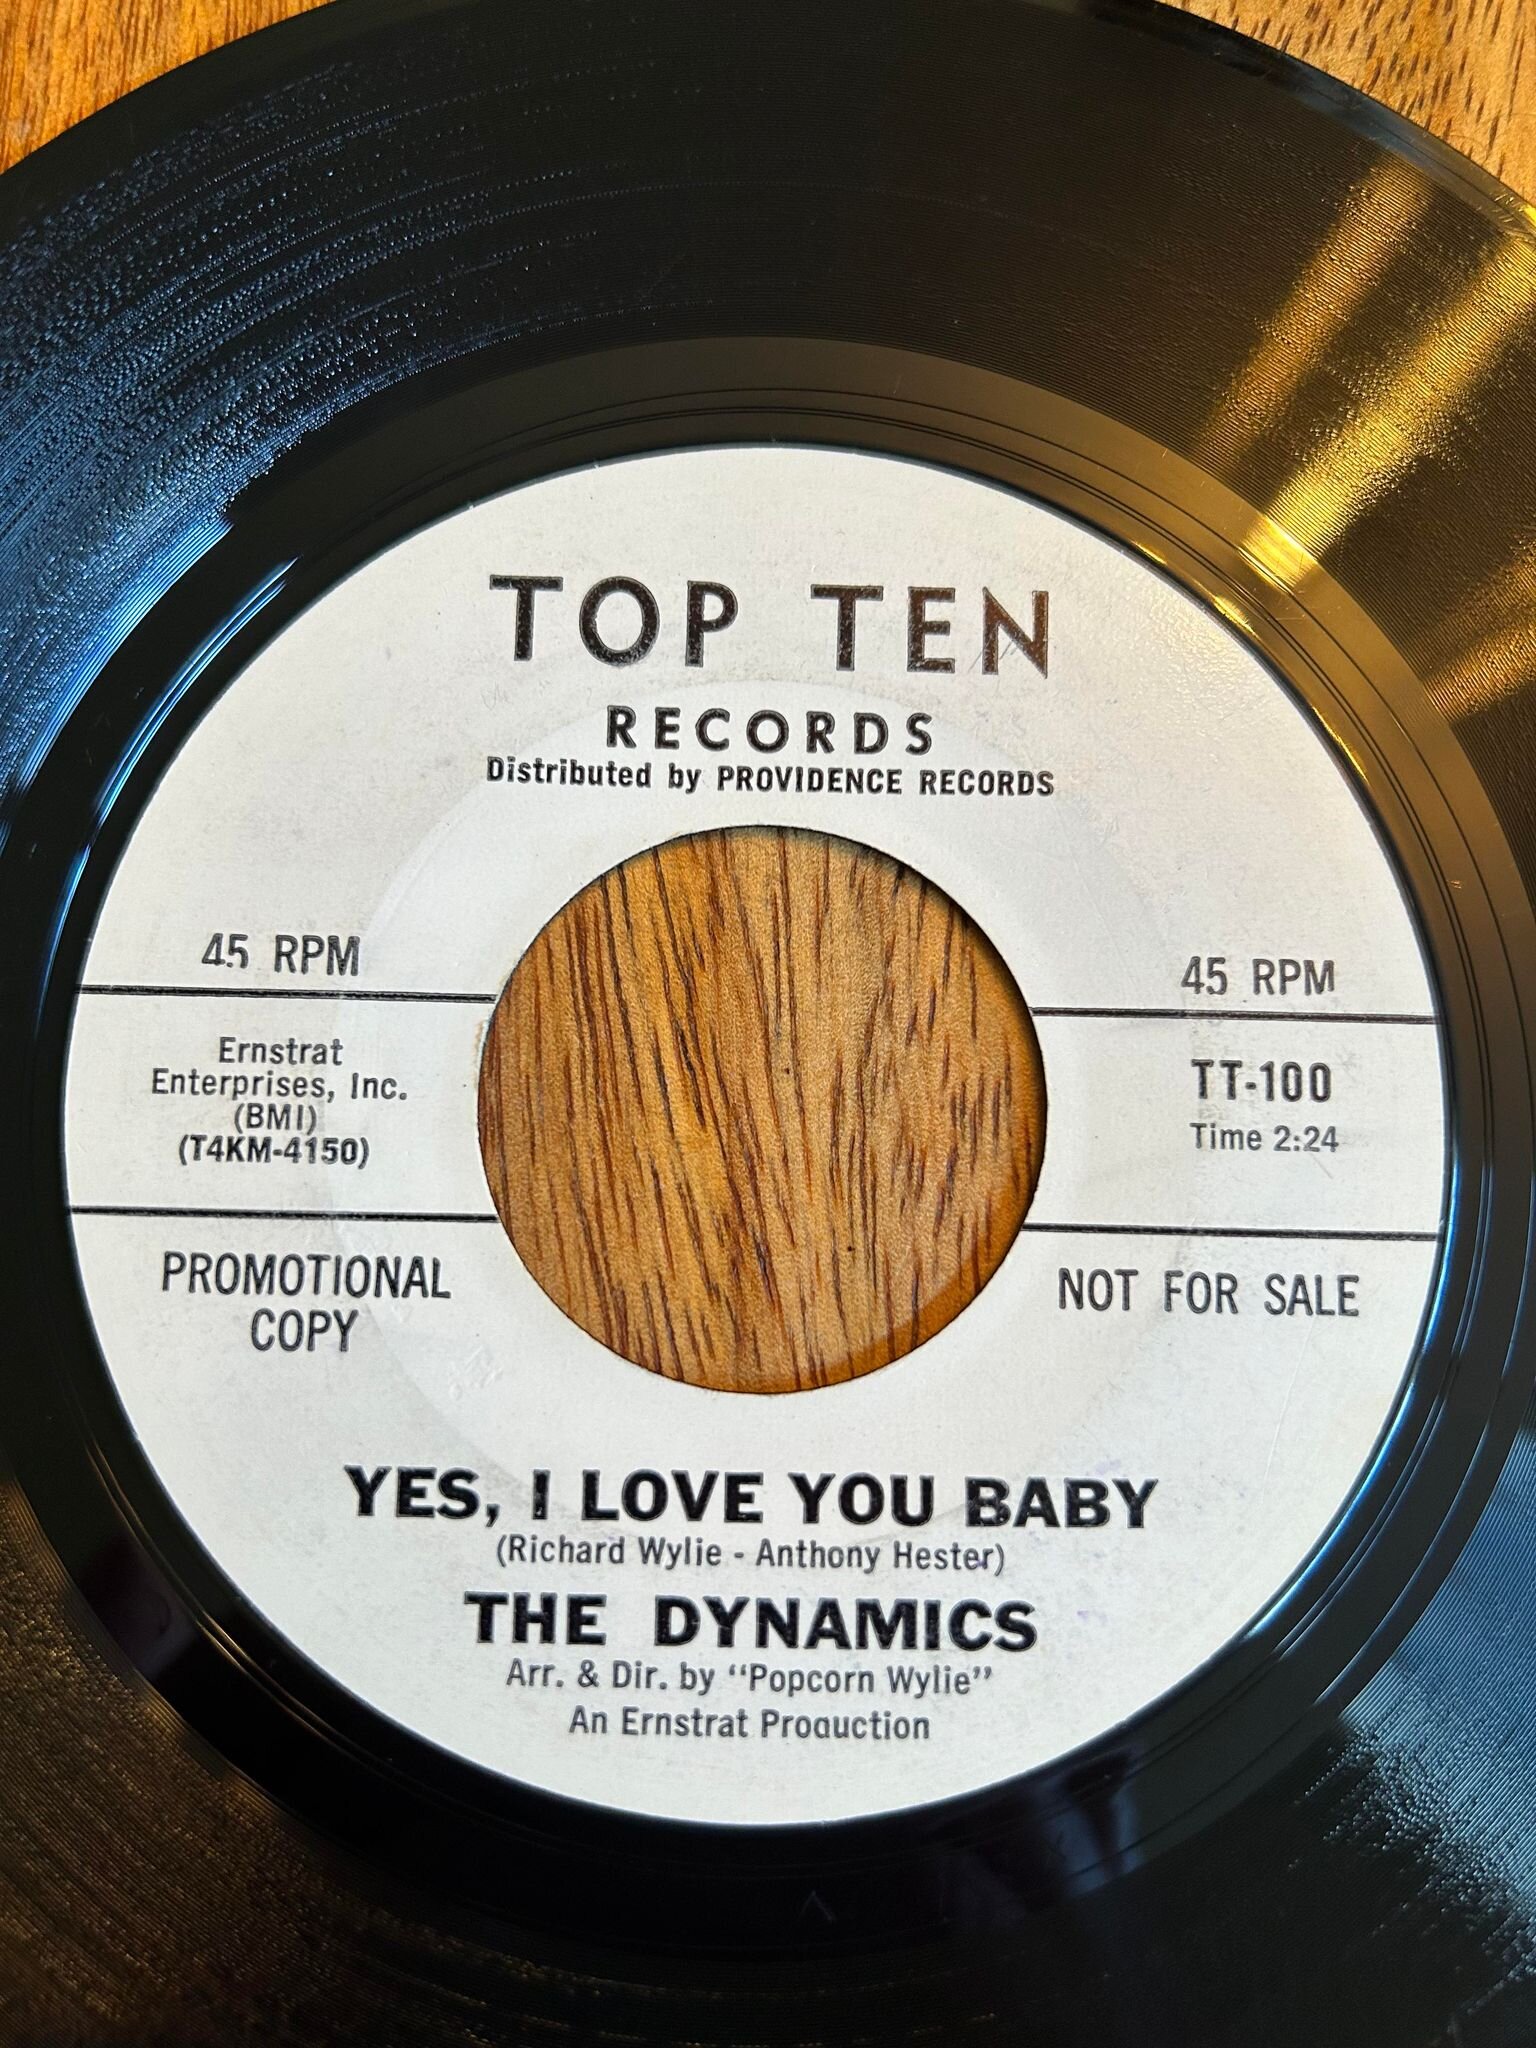 TOP TEN
RECORDS
Distributed by PROVIDENCE RECORDS
45 RPM
45 RPM
Ernstrat
Enterprises, Inc.
(BMI)
(T4KM-4150)
TT-100
Time 2:24
PROMOTIONAL
COPY
NOT FOR SALE
YES, I LOVE YOU BABY
(Richard Wylie - Anthony Hester)
THE DYNAMICS
Arr. & Dir. by “Popcorn Wylie”
An Ernstrat Production